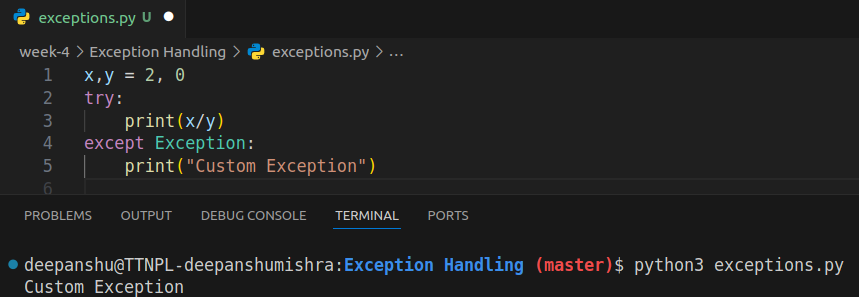 exceptions.py U
week-4 > Exception Handling > exceptions.py > ...
1 x,y = 2, 0
2 try:
3     print(x/y)
4 except Exception:
5     print("Custom Exception")
6
PROBLEMS OUTPUT DEBUG CONSOLE TERMINAL PORTS
deepanshu@TTNPL-deepanshumishra:Exception Handling (master)$ python3 exceptions.py
Custom Exception